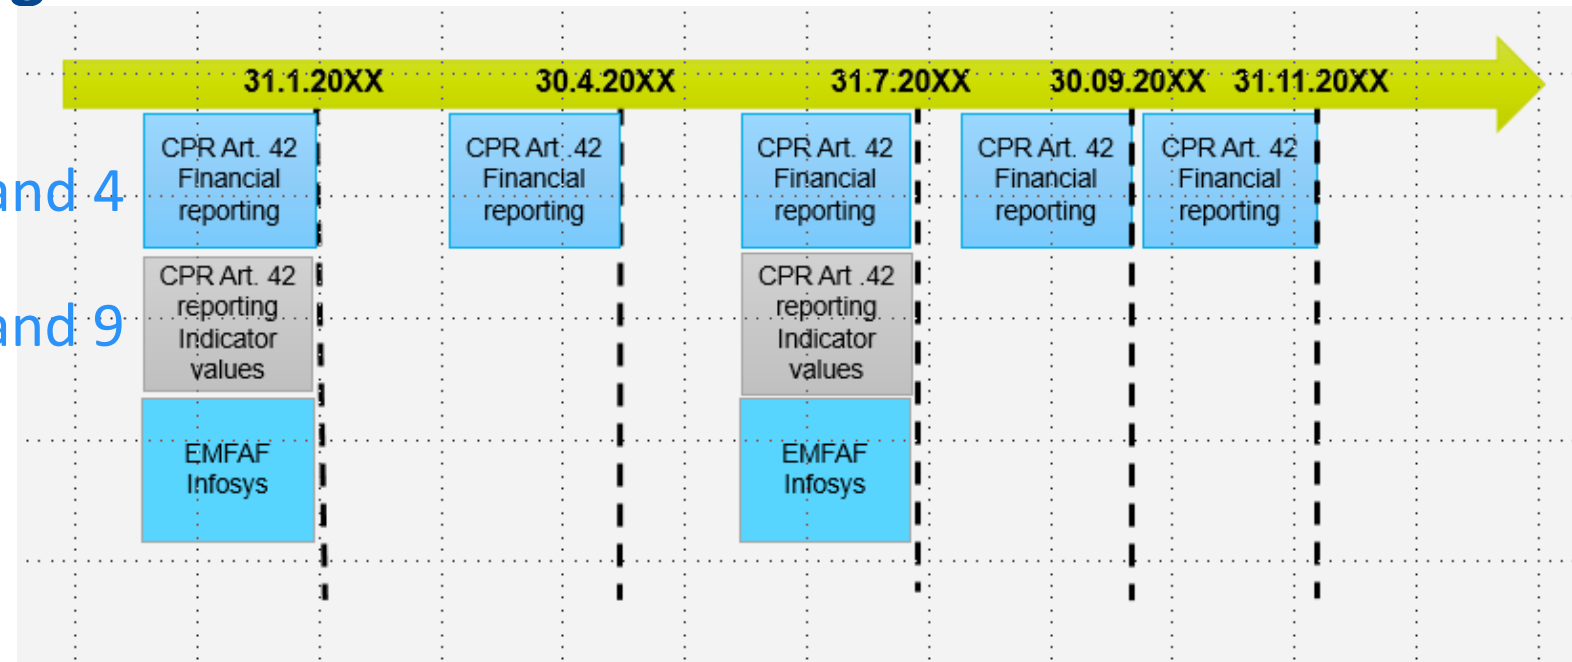 g
31.1.20XX 30.4.20XX 31.7.20XX 30.09.20XX 31.11.20XX
and 4
CPR Art. 42
Financial
reporting
CPR Art .42
Financial
reporting
CPR Art. 42
Financial
reporting
CPR Art. 42
Financial
reporting
CPR Art. 42
Financial
reporting
and 9
CPR Art. 42
reporting
Indicator
values
CPR Art .42
reporting
Indicator
values
EMFAF
Infosys
EMFAF
Infosys